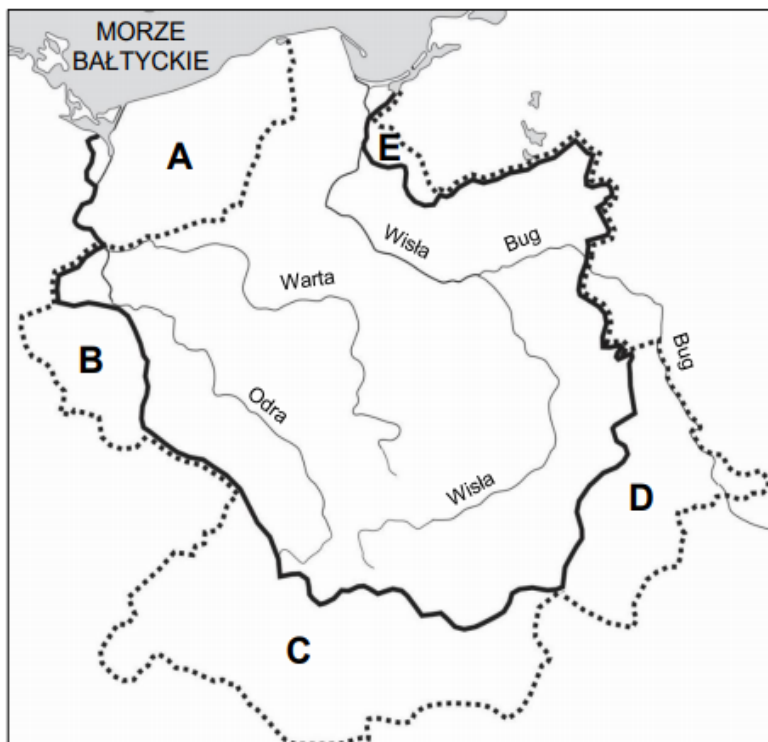 MORZE
BAŁTYCKIE
A
E
Wisła
Bug
Warta
B
Bug
Odra
Wisła
D
C